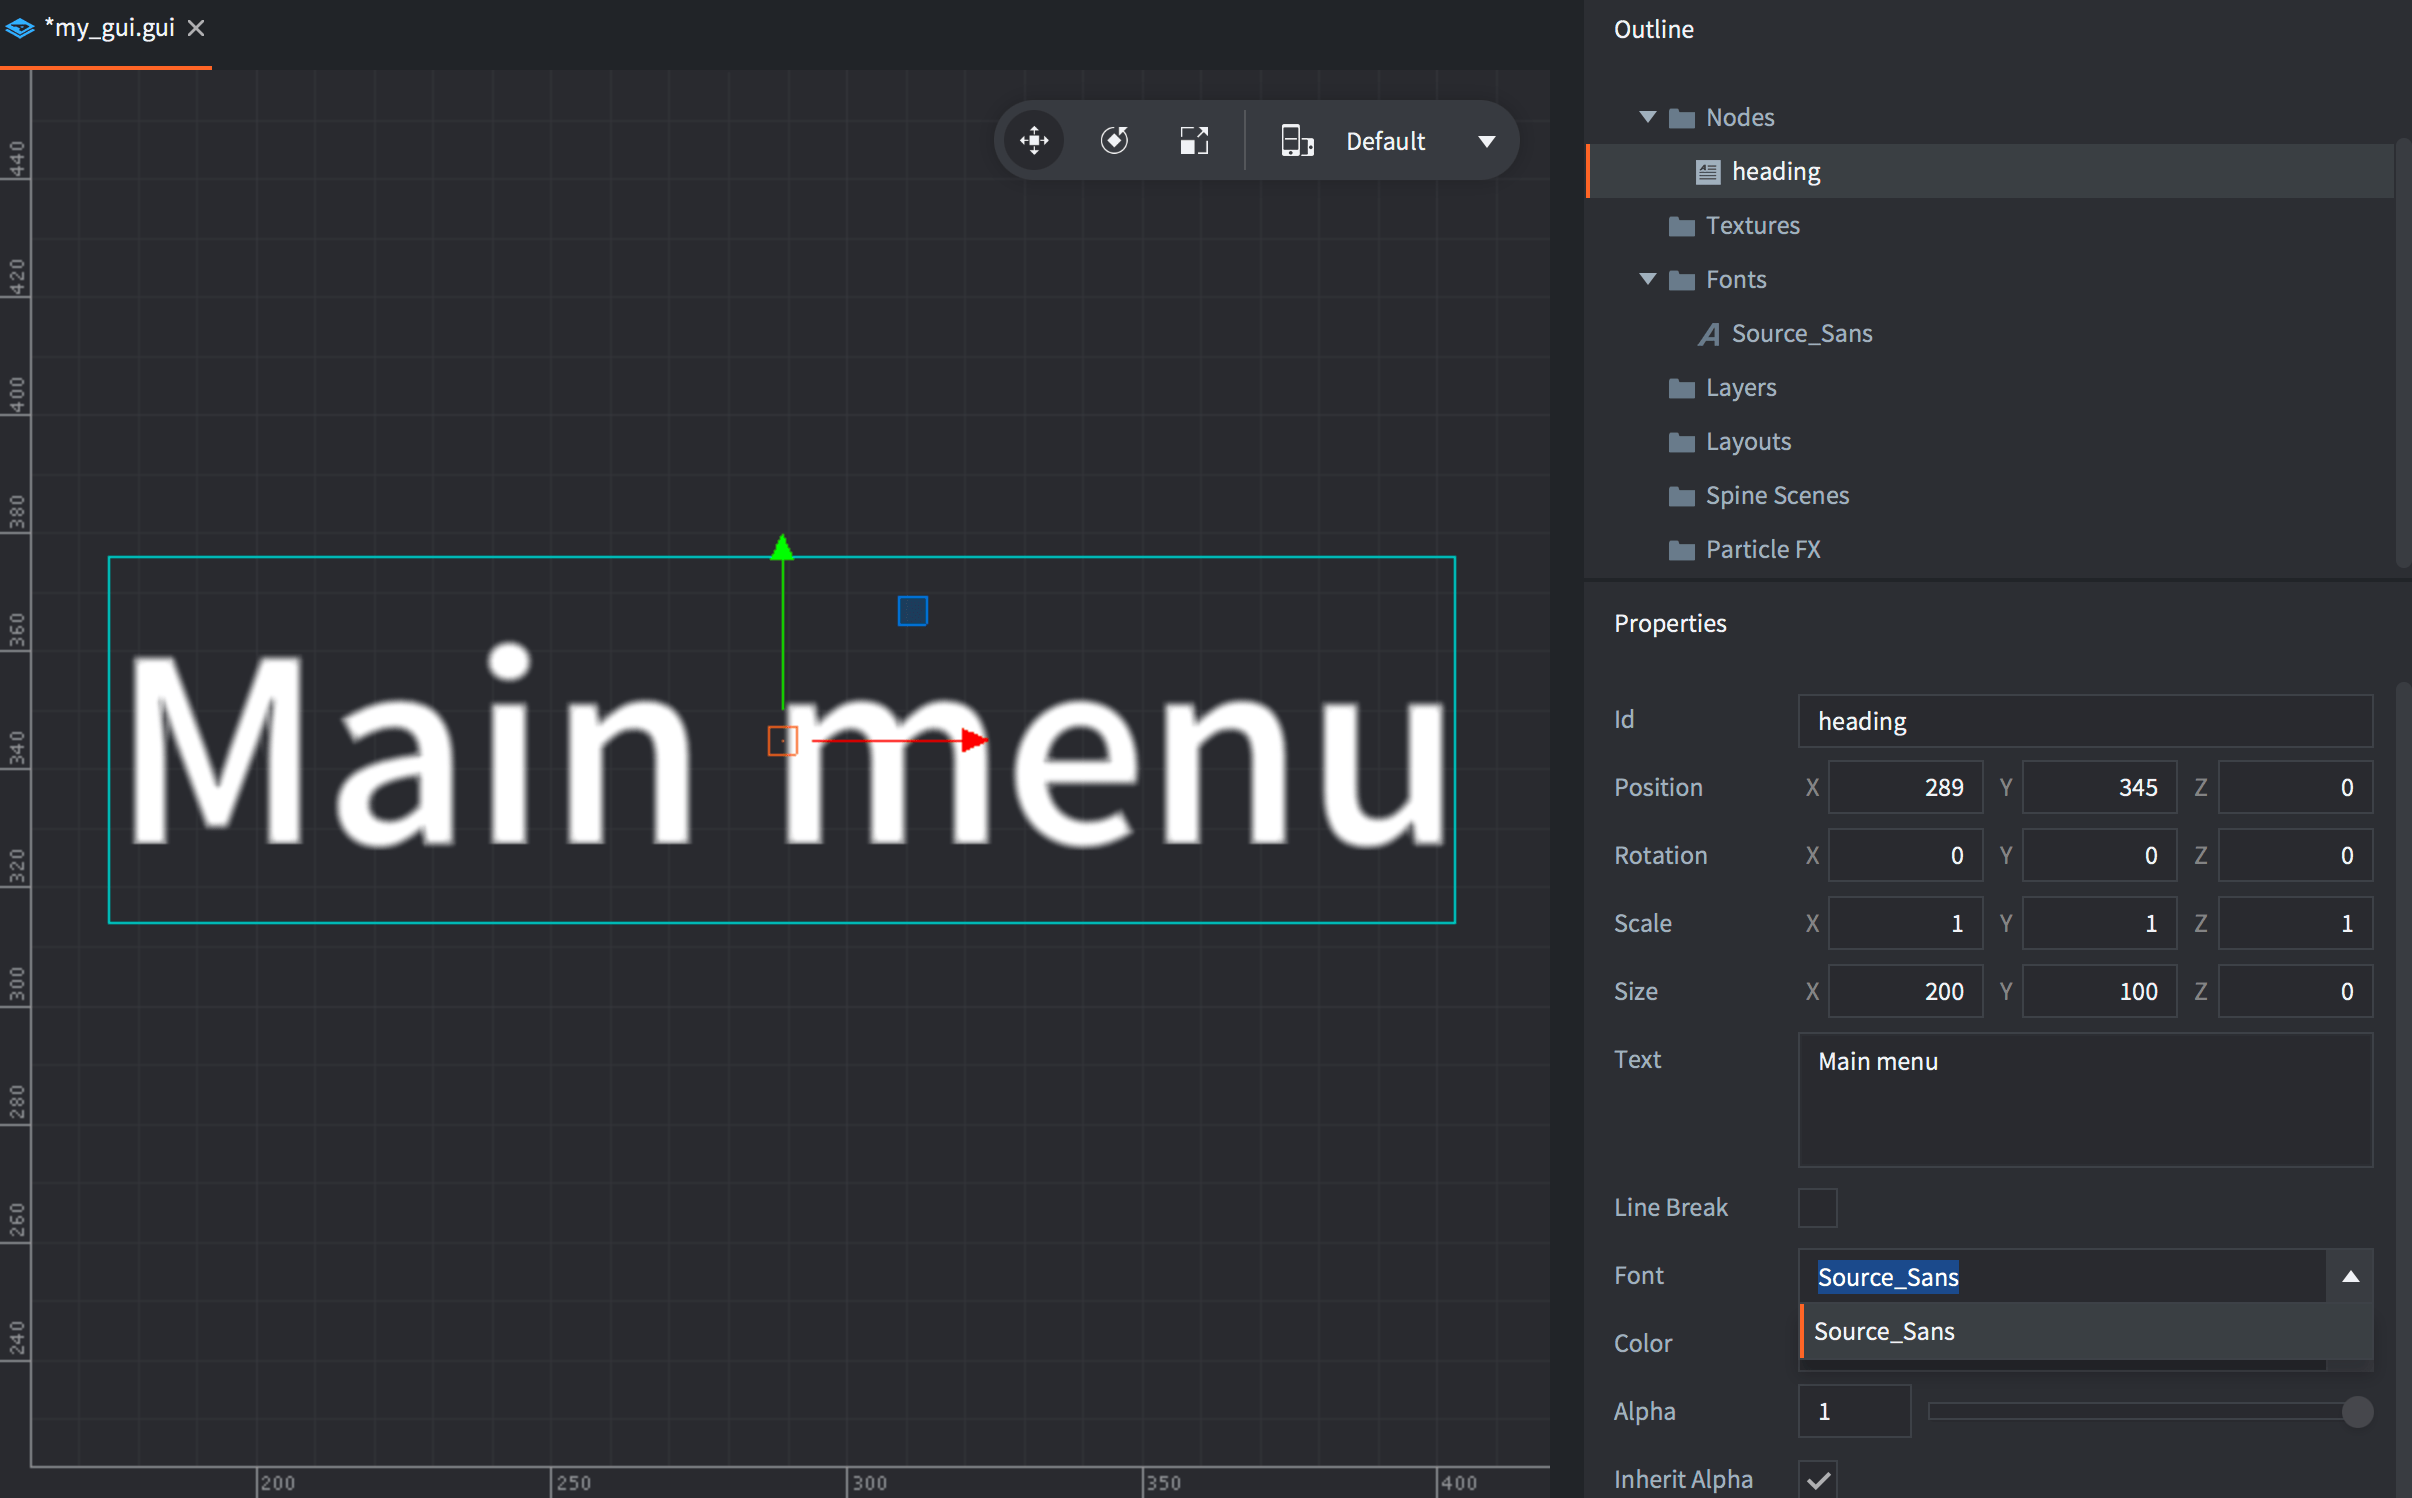 *my_gui.gui
Default
440
420
400
380
360
340
320
300
280
260
240
Main menu
200
250
300
350
400
Outline
Nodes
heading
Textures
Fonts
Source_Sans
Layers
Layouts
Spine Scenes
Particle FX
Properties
Id heading
Position X 289 Y 345 Z 0
Rotation X 0 Y 0 Z 0
Scale X 1 Y 1 Z 1
Size X 200 Y 100 Z 0
Text Main menu
Line Break
Font Source_Sans
Source_Sans
Color
Alpha 1
Inherit Alpha